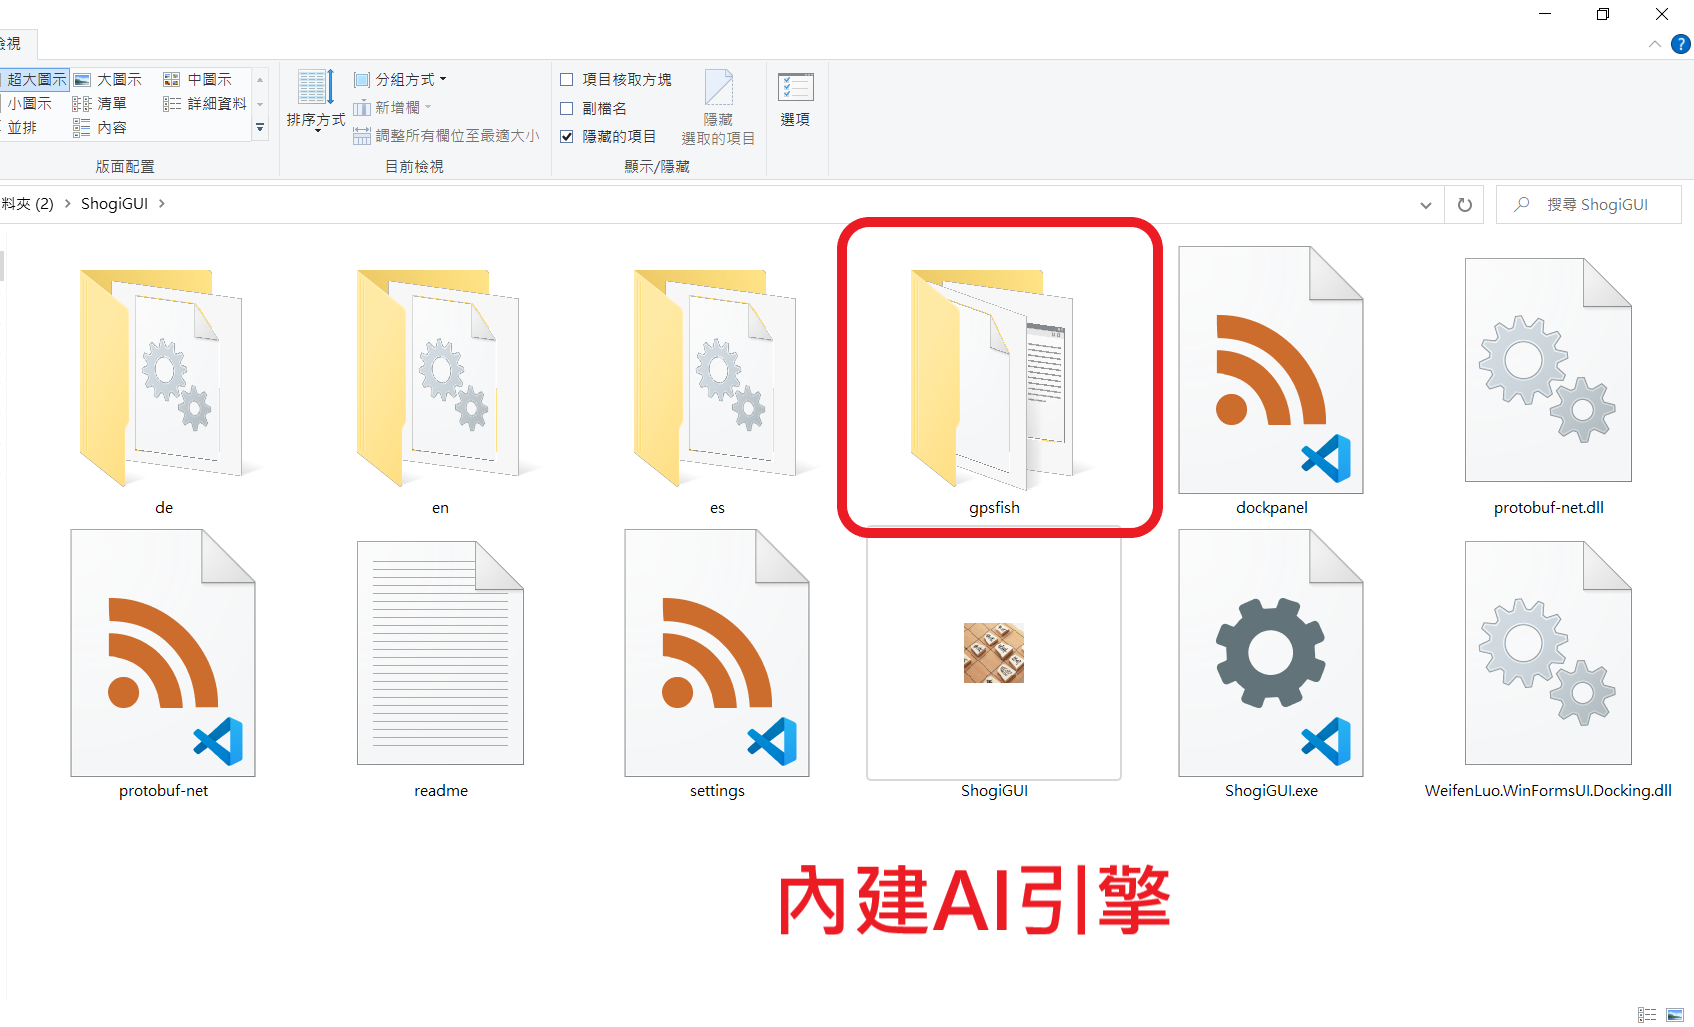 檢視
超大圖示 大圖示 中圖示
小圖示 清單 詳細資料
並排 內容
版面配置
排序方式
分組方式
新增欄
調整所有欄位至最適大小
目前檢視
項目核取方塊
副檔名
隱藏的項目
隱藏
選取的項目
顯示/隱藏
選項
?
料夾 (2) > ShogiGUI >
搜尋 ShogiGUI
de en es gpsfish dockpanel protobuf-net.dll
protobuf-net readme settings ShogiGUI ShogiGUI.exe WeifenLuo.WinFormsUI.Docking.dll
內建AI引擎